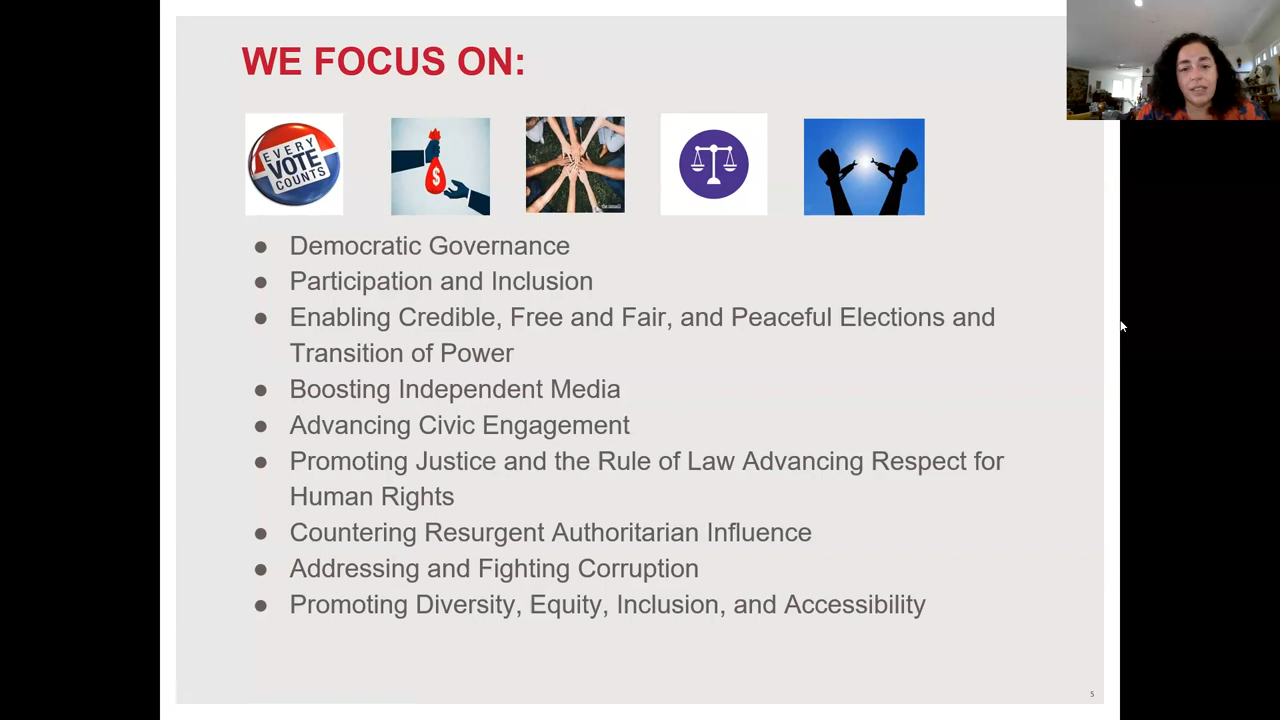 WE FOCUS ON:
EVERY
VOTE
COUNTS
$
● Democratic Governance
● Participation and Inclusion
● Enabling Credible, Free and Fair, and Peaceful Elections and
Transition of Power
● Boosting Independent Media
● Advancing Civic Engagement
● Promoting Justice and the Rule of Law Advancing Respect for
Human Rights
● Countering Resurgent Authoritarian Influence
● Addressing and Fighting Corruption
● Promoting Diversity, Equity, Inclusion, and Accessibility
5